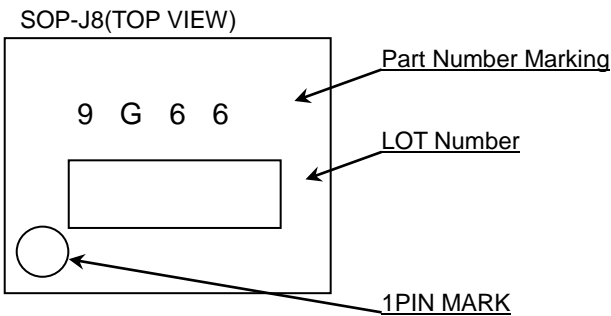 SOP-J8(TOP VIEW)
Part Number Marking
9 G 6 6
LOT Number
1PIN MARK